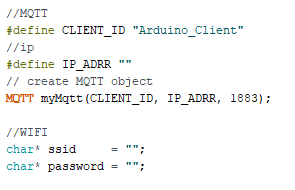 //MQTT
#define CLIENT_ID "Arduino_Client"
//ip
#define IP_ADRR ""
// create MQTT object
MQTT myMqtt(CLIENT_ID, IP_ADRR, 1883);
//WIFI
char* ssid     = "";
char* password = "";